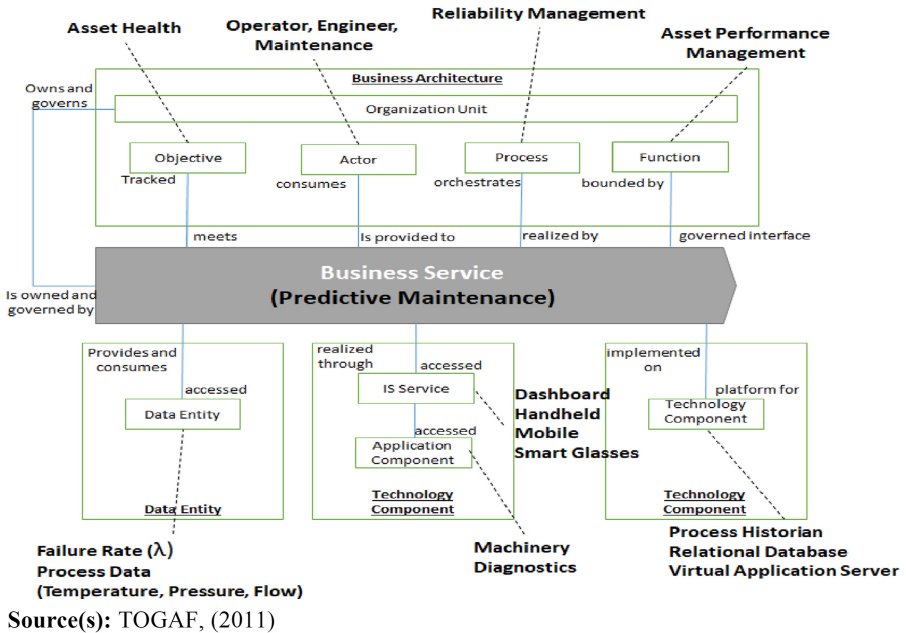 Reliability Management
Asset Health
Operator, Engineer,
Maintenance
Asset Performance
Management
Business Architecture
Owns and
governs
Organization Unit
Objective
Actor
Process
Function
Tracked
consumes
orchestrates
bounded by
meets
Is provided to
realized by
governed interface
Business Service
(Predictive Maintenance)
Is owned and
governed by
Provides and
consumes
accessed
Data Entity
Data Entity
realized
through
accessed
IS Service
accessed
Application
Component
Technology
Component
implemented
on
platform for
Technology
Component
Technology
Component
Dashboard
Handheld
Mobile
Smart Glasses
Failure Rate (λ)
Process Data
(Temperature, Pressure, Flow)
Machinery
Diagnostics
Process Historian
Relational Database
Virtual Application Server
Source(s): TOGAF, (2011)